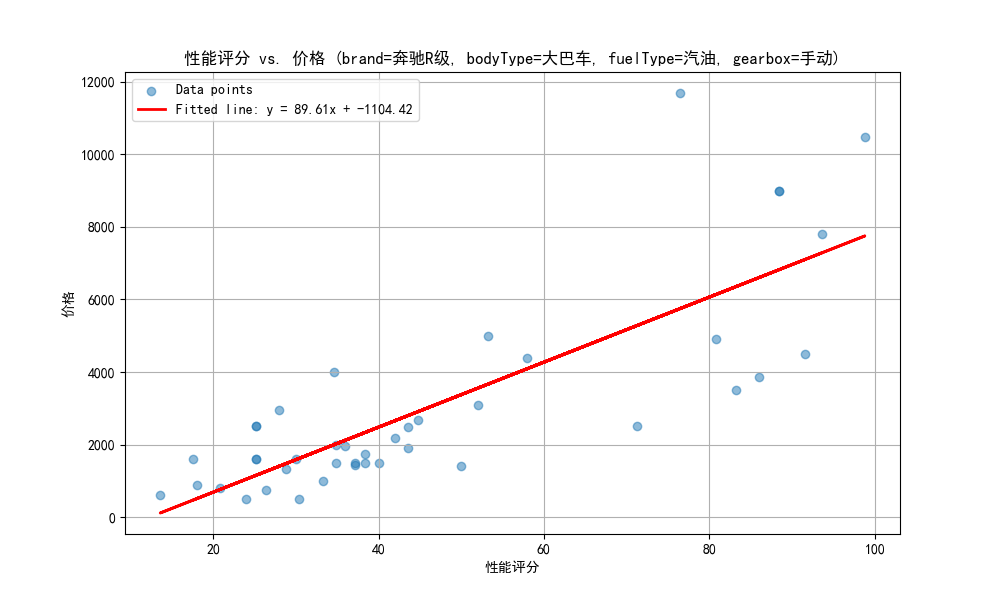 性能评分 vs. 价格 (brand=奔驰R级, bodyType=大巴车, fuelType=汽油, gearbox=手动)
Data points
Fitted line: y = 89.61x + -1104.42
12000
10000
8000
6000
4000
2000
0
价格
20 40 60 80 100
性能评分